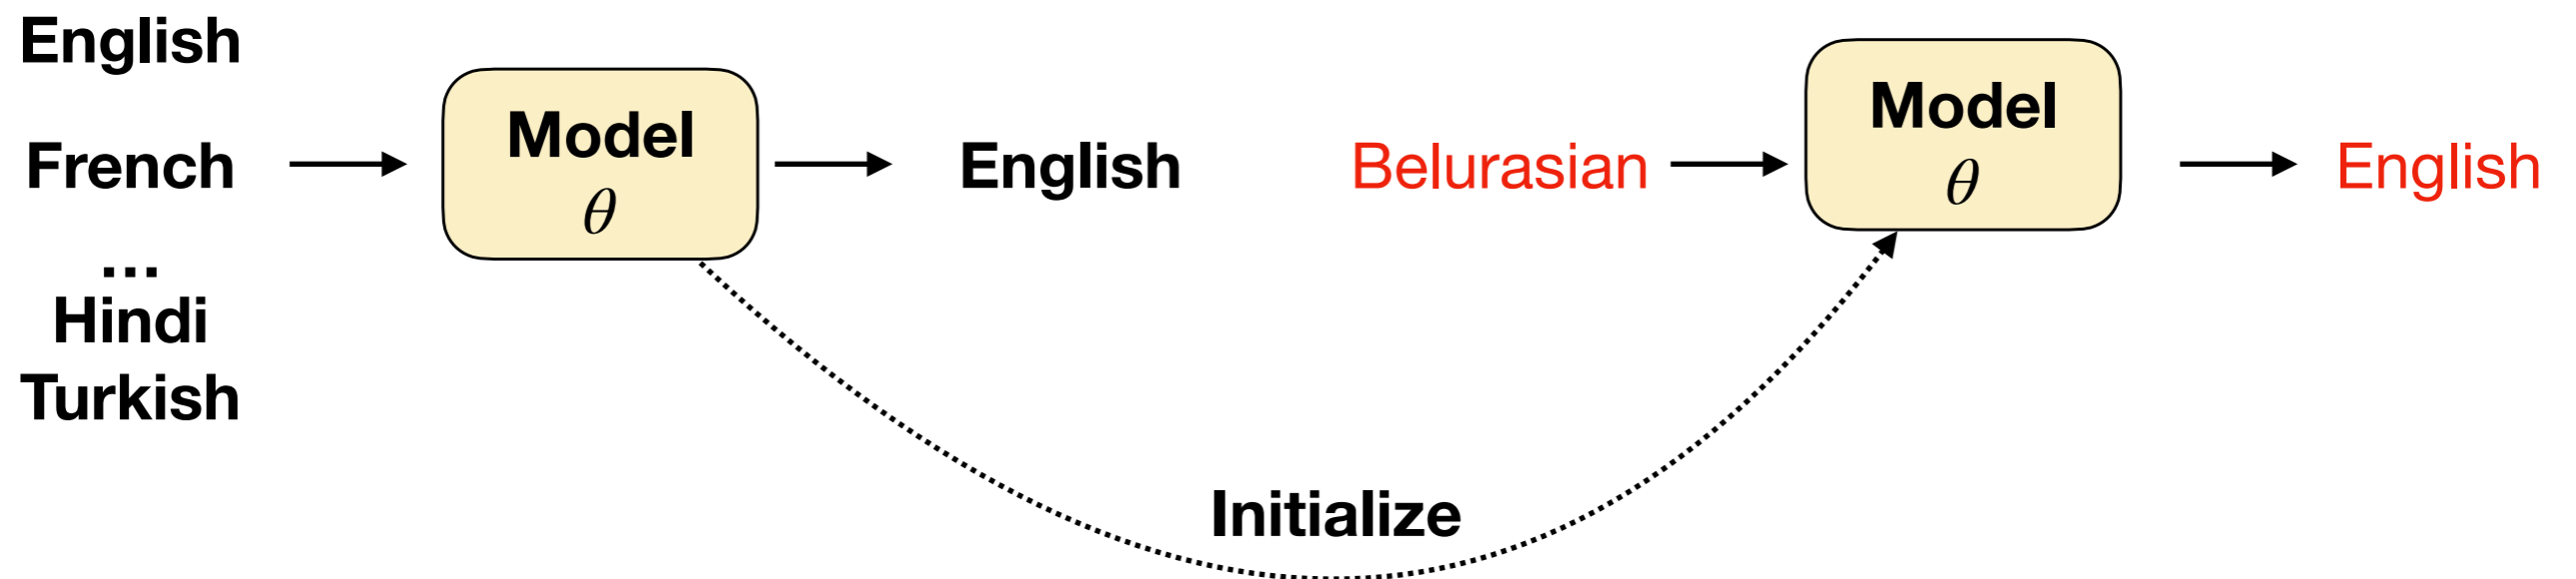 English
French
...
Hindi
Turkish
Model
θ
English
Belurasian
Model
θ
English
Initialize